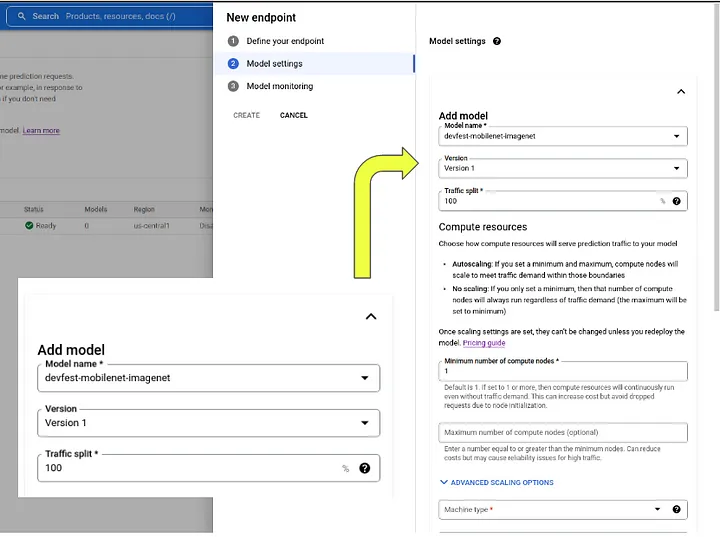 Search Products, resources, docs (/)
ne prediction requests.
or example, in response to
s if you don't need
model. Learn more
Status Models Region Mon
Ready 0 us-central1 Disa
New endpoint
1 Define your endpoint
2 Model settings
3 Model monitoring
CREATE CANCEL
Model settings ?
Add model
Model name *
devfest-mobilenet-imagenet
Version
Version 1
Traffic split *
100 % ?
Compute resources
Choose how compute resources will serve prediction traffic to your model
• Autoscaling: If you set a minimum and maximum, compute nodes will
scale to meet traffic demand within those boundaries
• No scaling: If you only set a minimum, then that number of compute
nodes will always run regardless of traffic demand (the maximum will be
set to minimum)
Once scaling settings are set, they can't be changed unless you redeploy the
model. Pricing guide
Minimum number of compute nodes *
1
Default is 1. If set to 1 or more, then compute resources will continuously run
even without traffic demand. This can increase cost but avoid dropped
requests due to node initialization.
Maximum number of compute nodes (optional)
Enter a number equal to or greater than the minimum nodes. Can reduce
costs but may cause reliability issues for high traffic.
ADVANCED SCALING OPTIONS
Machine type * ?
Add model
Model name *
devfest-mobilenet-imagenet
Version
Version 1
Traffic split *
100 % ?